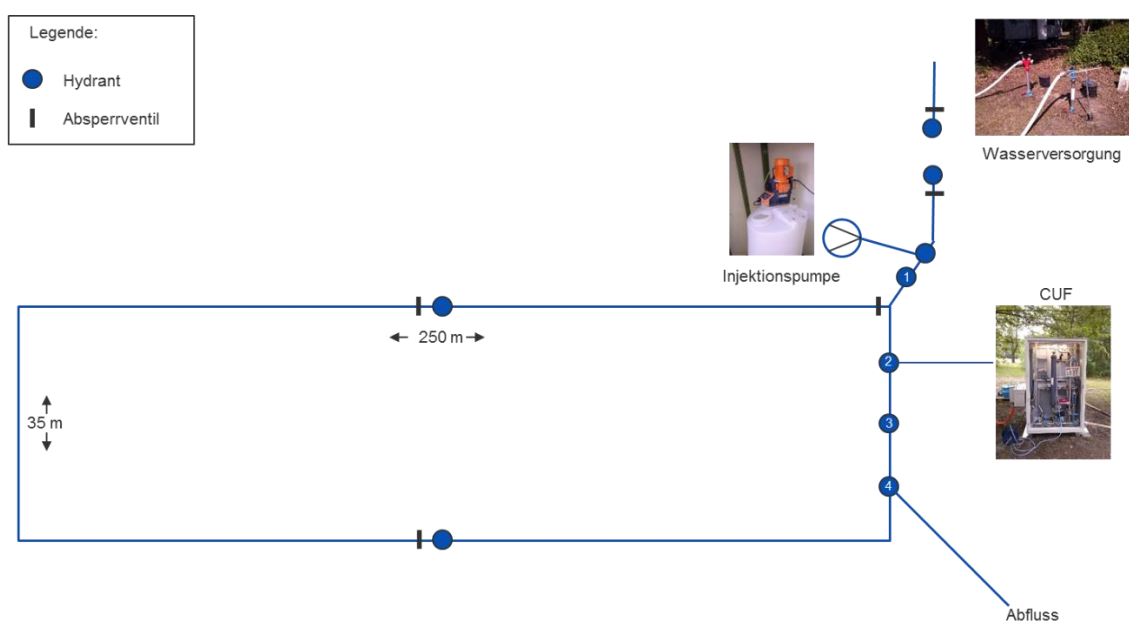 Legende:
Hydrant
Absperrventil
Wasserversorgung
Injektionspumpe
1
CUF
250 m
2
35 m
3
4
Abfluss